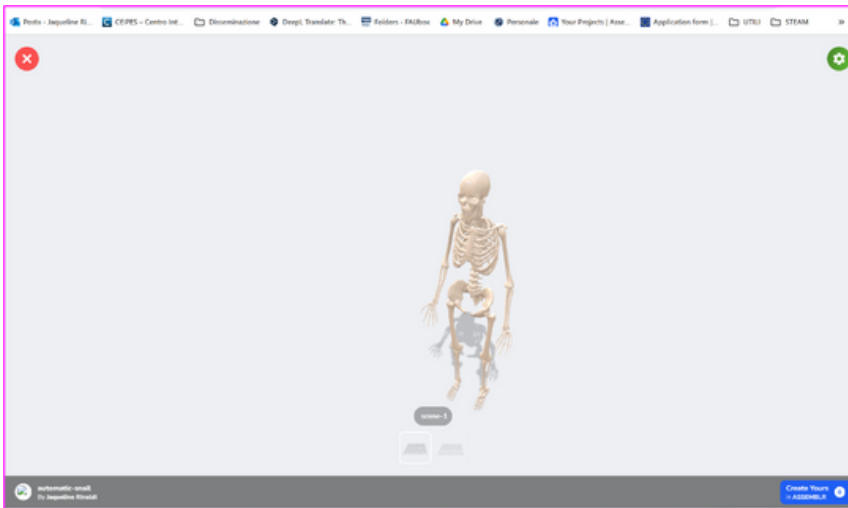 Posts - Jaqueline Ri... CEIPES – Centro Int... Disseminazione DeepL Translate: Th... Folders - FAUbox My Drive Personale Your Projects | Asse... Application form |... UTILI STEAM »
scene-1
automatic-snail
By Jaqueline Rinaldi
Create Yours
in ASSEMBLR